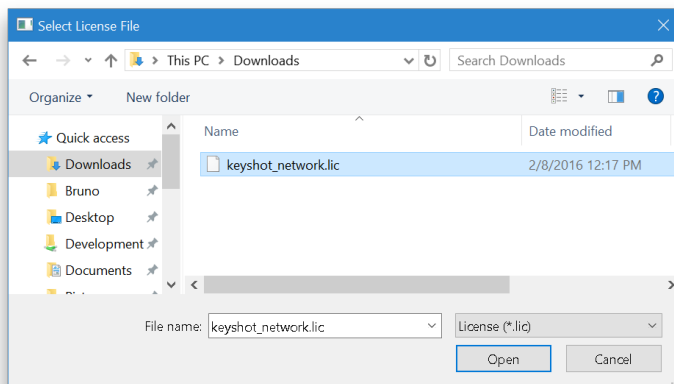 Select License File
This PC > Downloads
Search Downloads
Organize
New folder
Name
Date modified
Quick access
Downloads
Bruno
Desktop
Development
Documents
keyshot_network.lic
2/8/2016 12:17 PM
File name:
keyshot_network.lic
License (*.lic)
Open
Cancel